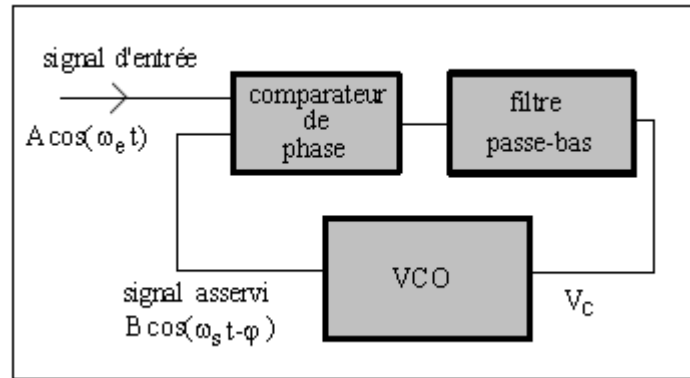 signal d'entrée
A cos(ω_e t)
comparateur
de
phase
filtre
passe-bas
VCO
V_C
signal asservi
B cos(ω_s t-φ)